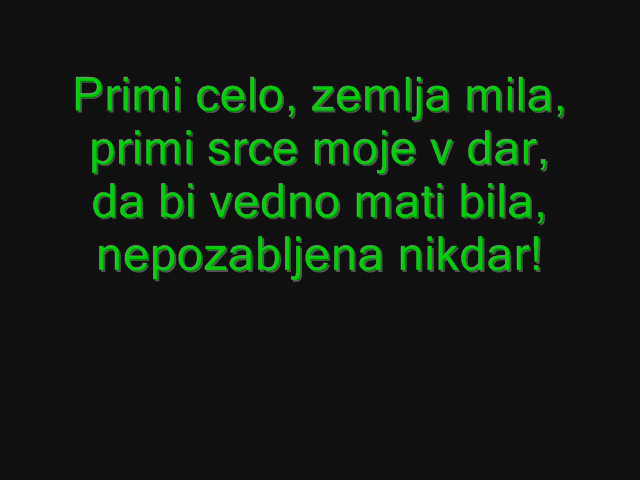 Primi celo, zemlja mila,
primi srce moje v dar,
da bi vedno mati bila,
nepozabljena nikdar!